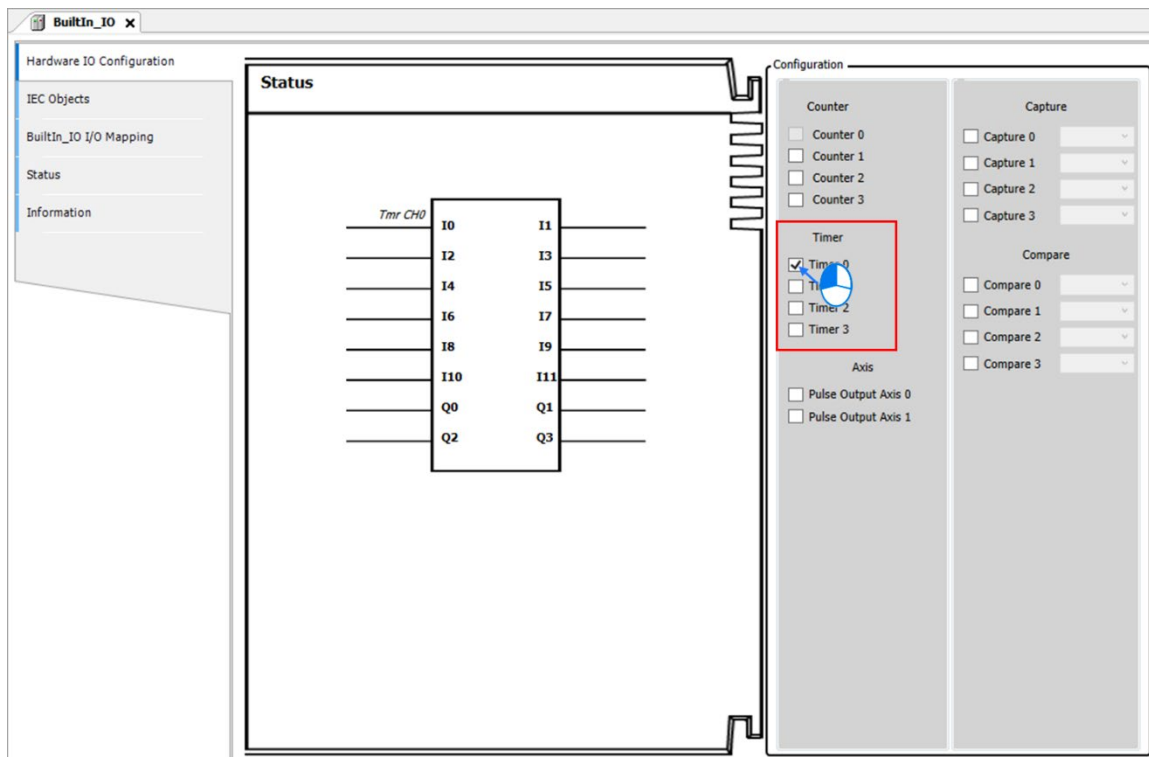 BuiltIn_IO
Hardware IO Configuration
IEC Objects
BuiltIn_IO I/O Mapping
Status
Information
Status
Tmr CH0
I0 I1
I2 I3
I4 I5
I6 I7
I8 I9
I10 I11
Q0 Q1
Q2 Q3
Configuration
Counter
Counter 0
Counter 1
Counter 2
Counter 3
Timer
Timer 0
Timer 2
Timer 3
Axis
Pulse Output Axis 0
Pulse Output Axis 1
Capture
Capture 0
Capture 1
Capture 2
Capture 3
Compare
Compare 0
Compare 1
Compare 2
Compare 3